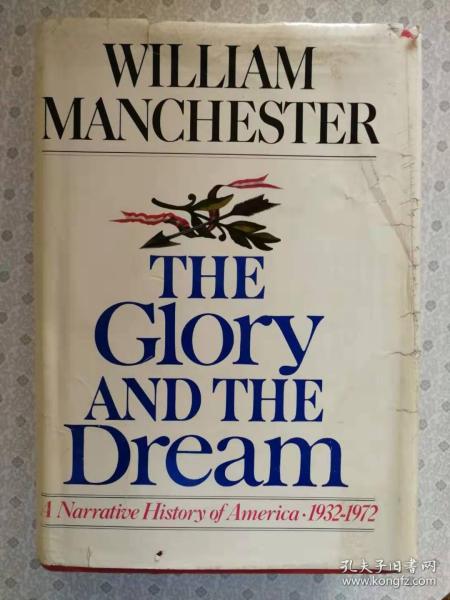 WILLIAM
MANCHESTER
THE
Glory
AND THE
Dream
A Narrative History of America · 1932-1972
孔夫子旧书网
www.kongfz.com